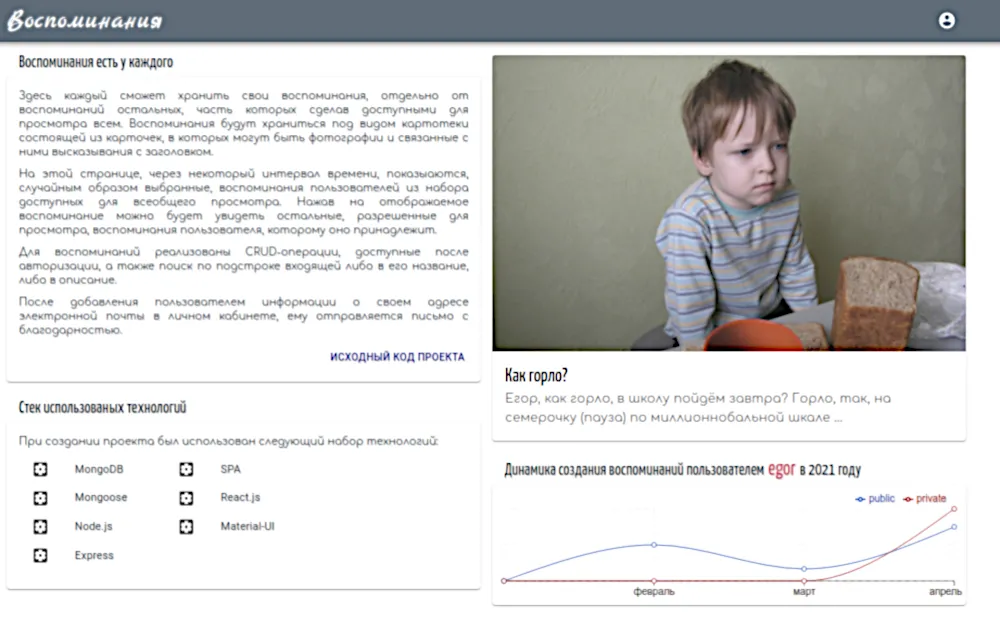 Воспоминания
Воспоминания есть у каждого
Здесь каждый сможет хранить свои воспоминания, отдельно от
воспоминаний остальных, часть которых сделав доступными для
просмотра всем. Воспоминания будут храниться под видом картотеки
состоящей из карточек, в которых могут быть фотографии и связанные с
ними высказывания с заголовком.
На этой странице, через некоторый интервал времени, показываются,
случайным образом выбранные, воспоминания пользователей из набора
доступных для всеобщего просмотра. Нажав на отображаемое
воспоминание можно будет увидеть остальные, разрешенные для
просмотра, воспоминания пользователя, которому оно принадлежит.
Для воспоминаний реализованы CRUD-операции, доступные после
авторизации, а также поиск по подстроке входящей либо в его название,
либо в описание.
После добавления пользователем информации о своем адресе
электронной почты в личном кабинете, ему отправляется письмо с
благодарностью.
ИСХОДНЫЙ КОД ПРОЕКТА
Стек использованых технологий
При создании проекта был использован следующий набор технологий:
MongoDB
SPA
Mongoose
React.js
Node.js
Material-UI
Express
Как горло?
Егор, как горло, в школу пойдём завтра? Горло, так, на
семерочку (пауза) по миллионнобальной шкале ...
Динамика создания воспоминаний пользователем egor в 2021 году
public private
февраль март апрель